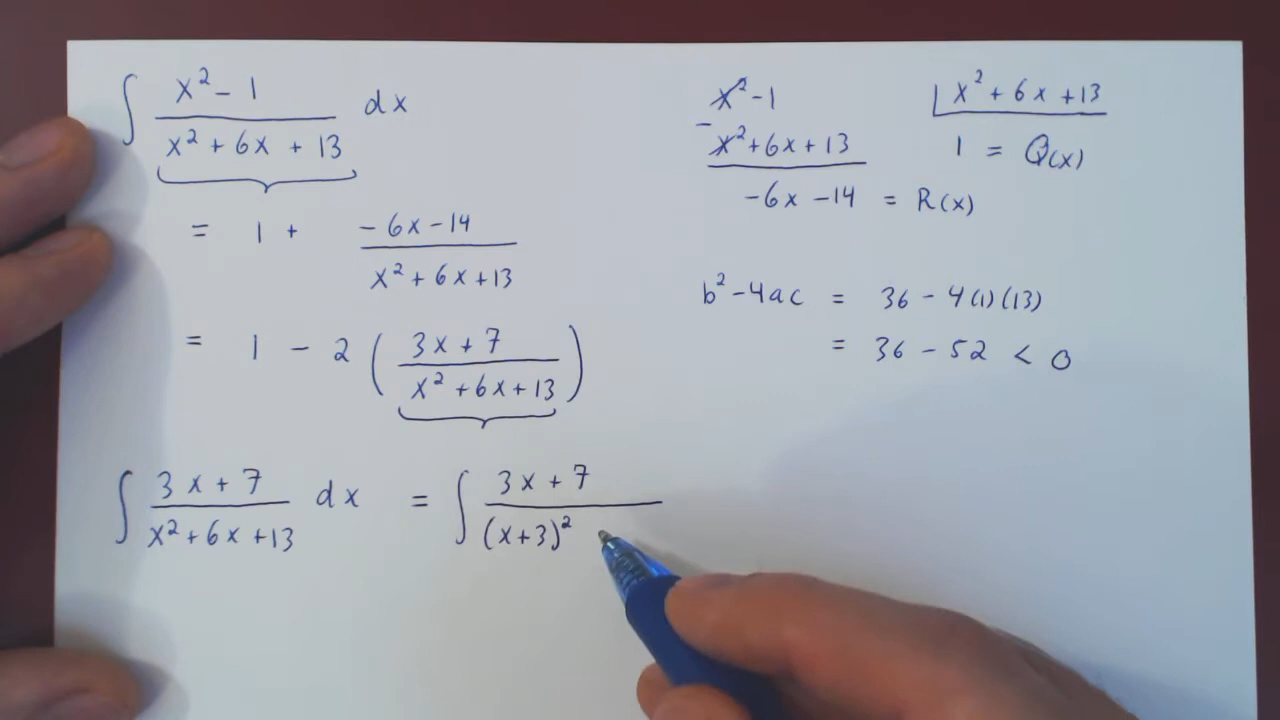 ∫ (x² - 1)/(x² + 6x + 13) dx
= 1 + (-6x - 14)/(x² + 6x + 13)
= 1 - 2 ((3x + 7)/(x² + 6x + 13))
∫ (3x + 7)/(x² + 6x + 13) dx = ∫ (3x + 7)/(x+3)²
x² - 1 | x² + 6x + 13
- x² + 6x + 13 1 = Q(x)
-6x - 14 = R(x)
b² - 4ac = 36 - 4(1)(13)
= 36 - 52 < 0